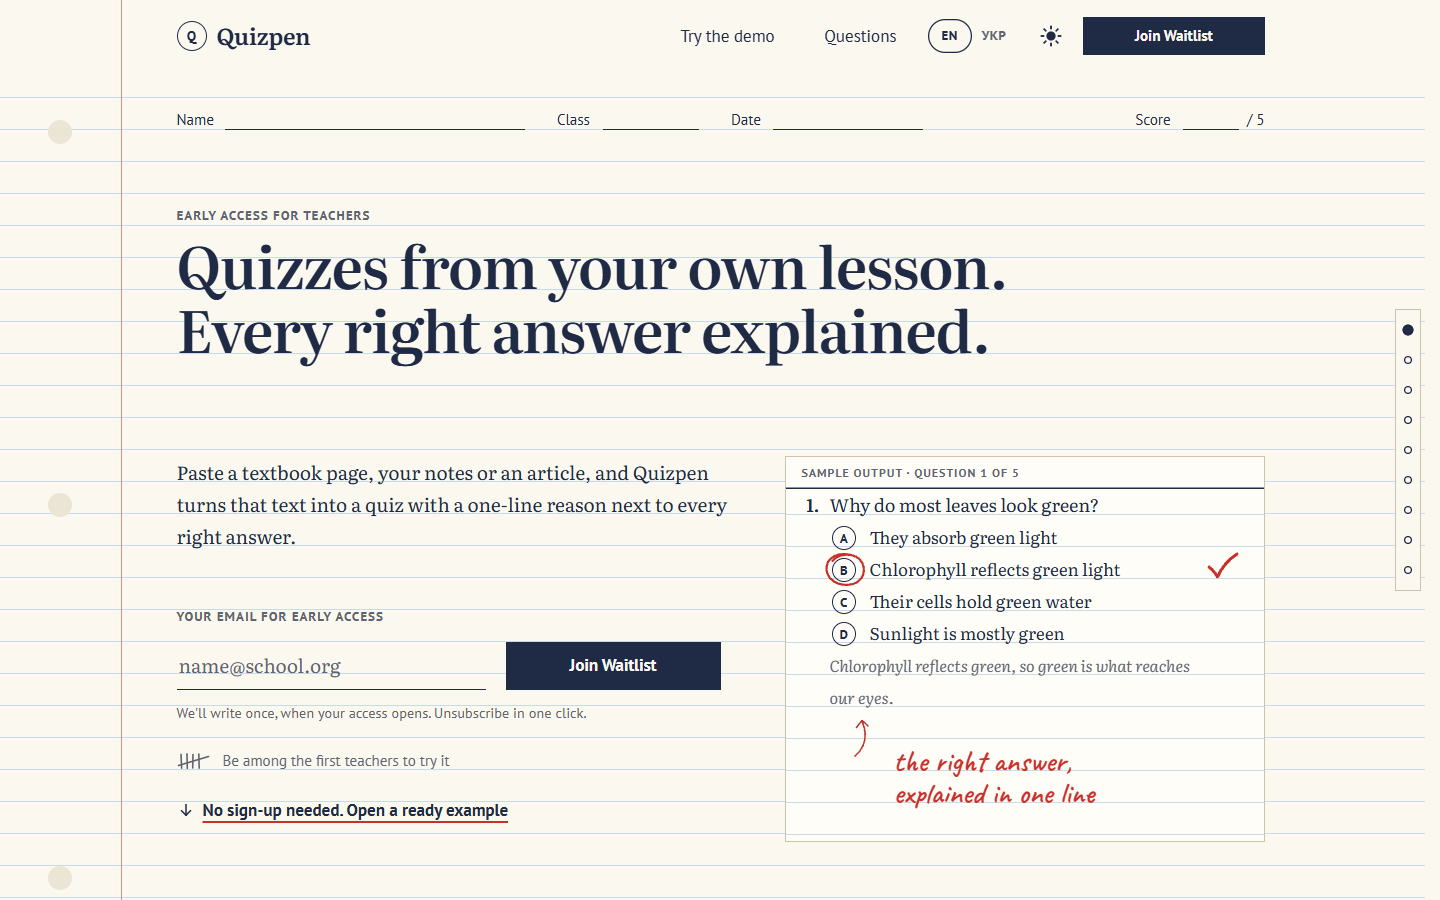 Q Quizpen
Try the demo
Questions
EN УКР
Join Waitlist
Name
Class
Date
Score / 5
EARLY ACCESS FOR TEACHERS
Quizzes from your own lesson.
Every right answer explained.
Paste a textbook page, your notes or an article, and Quizpen
turns that text into a quiz with a one-line reason next to every
right answer.
YOUR EMAIL FOR EARLY ACCESS
name@school.org
Join Waitlist
We'll write once, when your access opens. Unsubscribe in one click.
Be among the first teachers to try it
↓ No sign-up needed. Open a ready example
SAMPLE OUTPUT · QUESTION 1 OF 5
1. Why do most leaves look green?
A They absorb green light
B Chlorophyll reflects green light
C Their cells hold green water
D Sunlight is mostly green
Chlorophyll reflects green, so green is what reaches
our eyes.
the right answer,
explained in one line